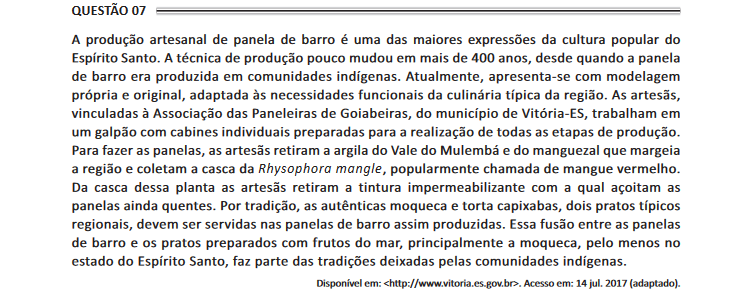 QUESTÃO 07
A produção artesanal de panela de barro é uma das maiores expressões da cultura popular do
Espírito Santo. A técnica de produção pouco mudou em mais de 400 anos, desde quando a panela
de barro era produzida em comunidades indígenas. Atualmente, apresenta-se com modelagem
própria e original, adaptada às necessidades funcionais da culinária típica da região. As artesãs,
vinculadas à Associação das Paneleiras de Goiabeiras, do município de Vitória-ES, trabalham em
um galpão com cabines individuais preparadas para a realização de todas as etapas de produção.
Para fazer as panelas, as artesãs retiram a argila do Vale do Mulembá e do manguezal que margeia
a região e coletam a casca da Rhysophora mangle, popularmente chamada de mangue vermelho.
Da casca dessa planta as artesãs retiram a tintura impermeabilizante com a qual açoitam as
panelas ainda quentes. Por tradição, as autênticas moqueca e torta capixabas, dois pratos típicos
regionais, devem ser servidas nas panelas de barro assim produzidas. Essa fusão entre as panelas
de barro e os pratos preparados com frutos do mar, principalmente a moqueca, pelo menos no
estado do Espírito Santo, faz parte das tradições deixadas pelas comunidades indígenas.
Disponível em: <http://www.vitoria.es.gov.br>. Acesso em: 14 jul. 2017 (adaptado).